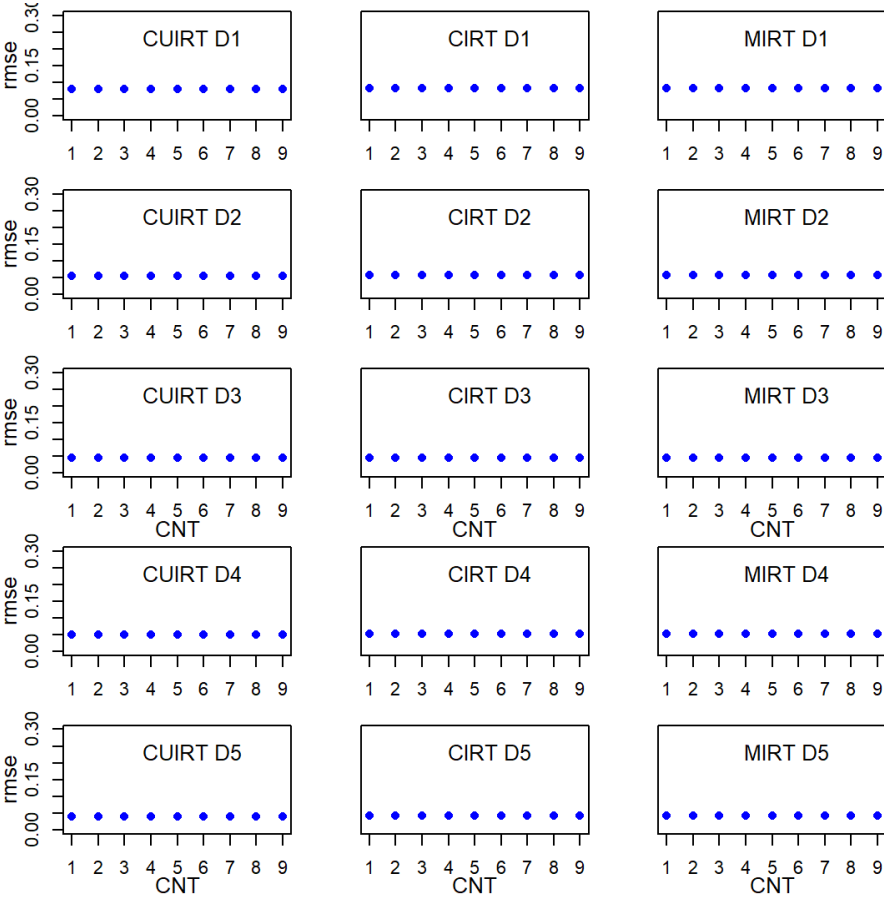 rmse
0.00 0.15 0.30
CUIRT D1
1 2 3 4 5 6 7 8 9
CIRT D1
1 2 3 4 5 6 7 8 9
MIRT D1
1 2 3 4 5 6 7 8 9
rmse
0.00 0.15 0.30
CUIRT D2
1 2 3 4 5 6 7 8 9
CIRT D2
1 2 3 4 5 6 7 8 9
MIRT D2
1 2 3 4 5 6 7 8 9
rmse
0.00 0.15 0.30
CUIRT D3
1 2 3 4 5 6 7 8 9
CNT
CIRT D3
1 2 3 4 5 6 7 8 9
CNT
MIRT D3
1 2 3 4 5 6 7 8 9
CNT
rmse
0.00 0.15 0.30
CUIRT D4
1 2 3 4 5 6 7 8 9
CIRT D4
1 2 3 4 5 6 7 8 9
MIRT D4
1 2 3 4 5 6 7 8 9
rmse
0.00 0.15 0.30
CUIRT D5
1 2 3 4 5 6 7 8 9
CNT
CIRT D5
1 2 3 4 5 6 7 8 9
CNT
MIRT D5
1 2 3 4 5 6 7 8 9
CNT